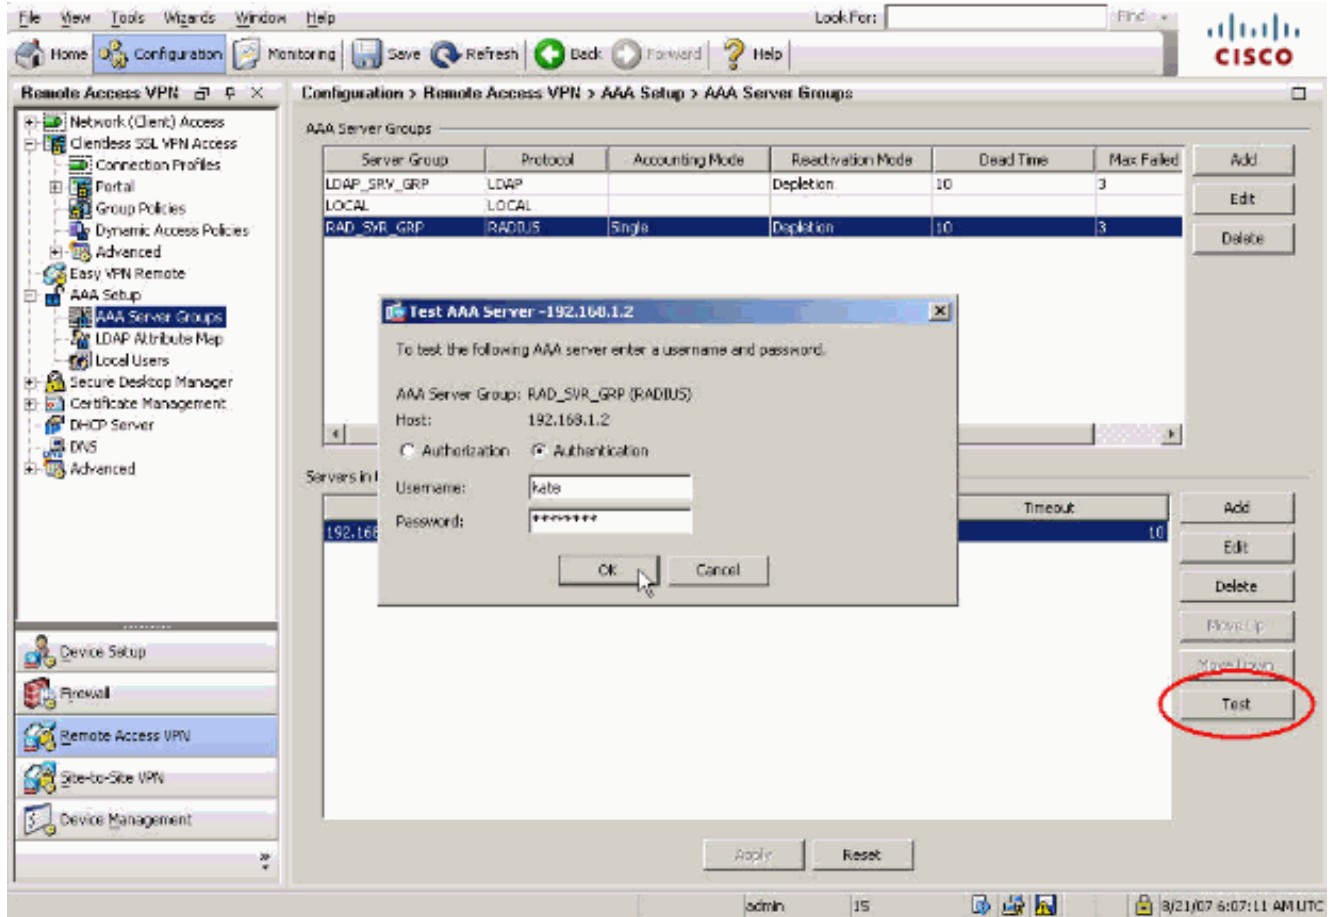 File View Tools Wizards Window Help Look For: Find
Home Configuration Monitoring Save Refresh Back Forward Help
CISCO
Remote Access VPN
Network (Client) Access
Clientless SSL VPN Access
Connection Profiles
Portal
Group Policies
Dynamic Access Policies
Advanced
Easy VPN Remote
AAA Setup
AAA Server Groups
LDAP Attribute Map
Local Users
Secure Desktop Manager
Certificate Management
DHCP Server
DNS
Advanced
Device Setup
Firewall
Remote Access VPN
Site-to-Site VPN
Device Management
Configuration > Remote Access VPN > AAA Setup > AAA Server Groups
AAA Server Groups
Server Group Protocol Accounting Mode Reactivation Mode Dead Time Max Failed
LDAP_SRV_GRP LDAP Depletion 10 3
LOCAL LOCAL
RAD_SVR_GRP RADIUS Single Depletion 10 3
Add
Edit
Delete
Test AAA Server -192.168.1.2
To test the following AAA server enter a username and password.
AAA Server Group: RAD_SVR_GRP (RADIUS)
Host: 192.168.1.2
Authorization Authentication
Username: kate
Password: *******
OK Cancel
Servers in
Timeout
192.168 10
Add
Edit
Delete
Move Up
Move Down
Test
Apply Reset
admin 15 8/21/07 6:07:11 AM UTC